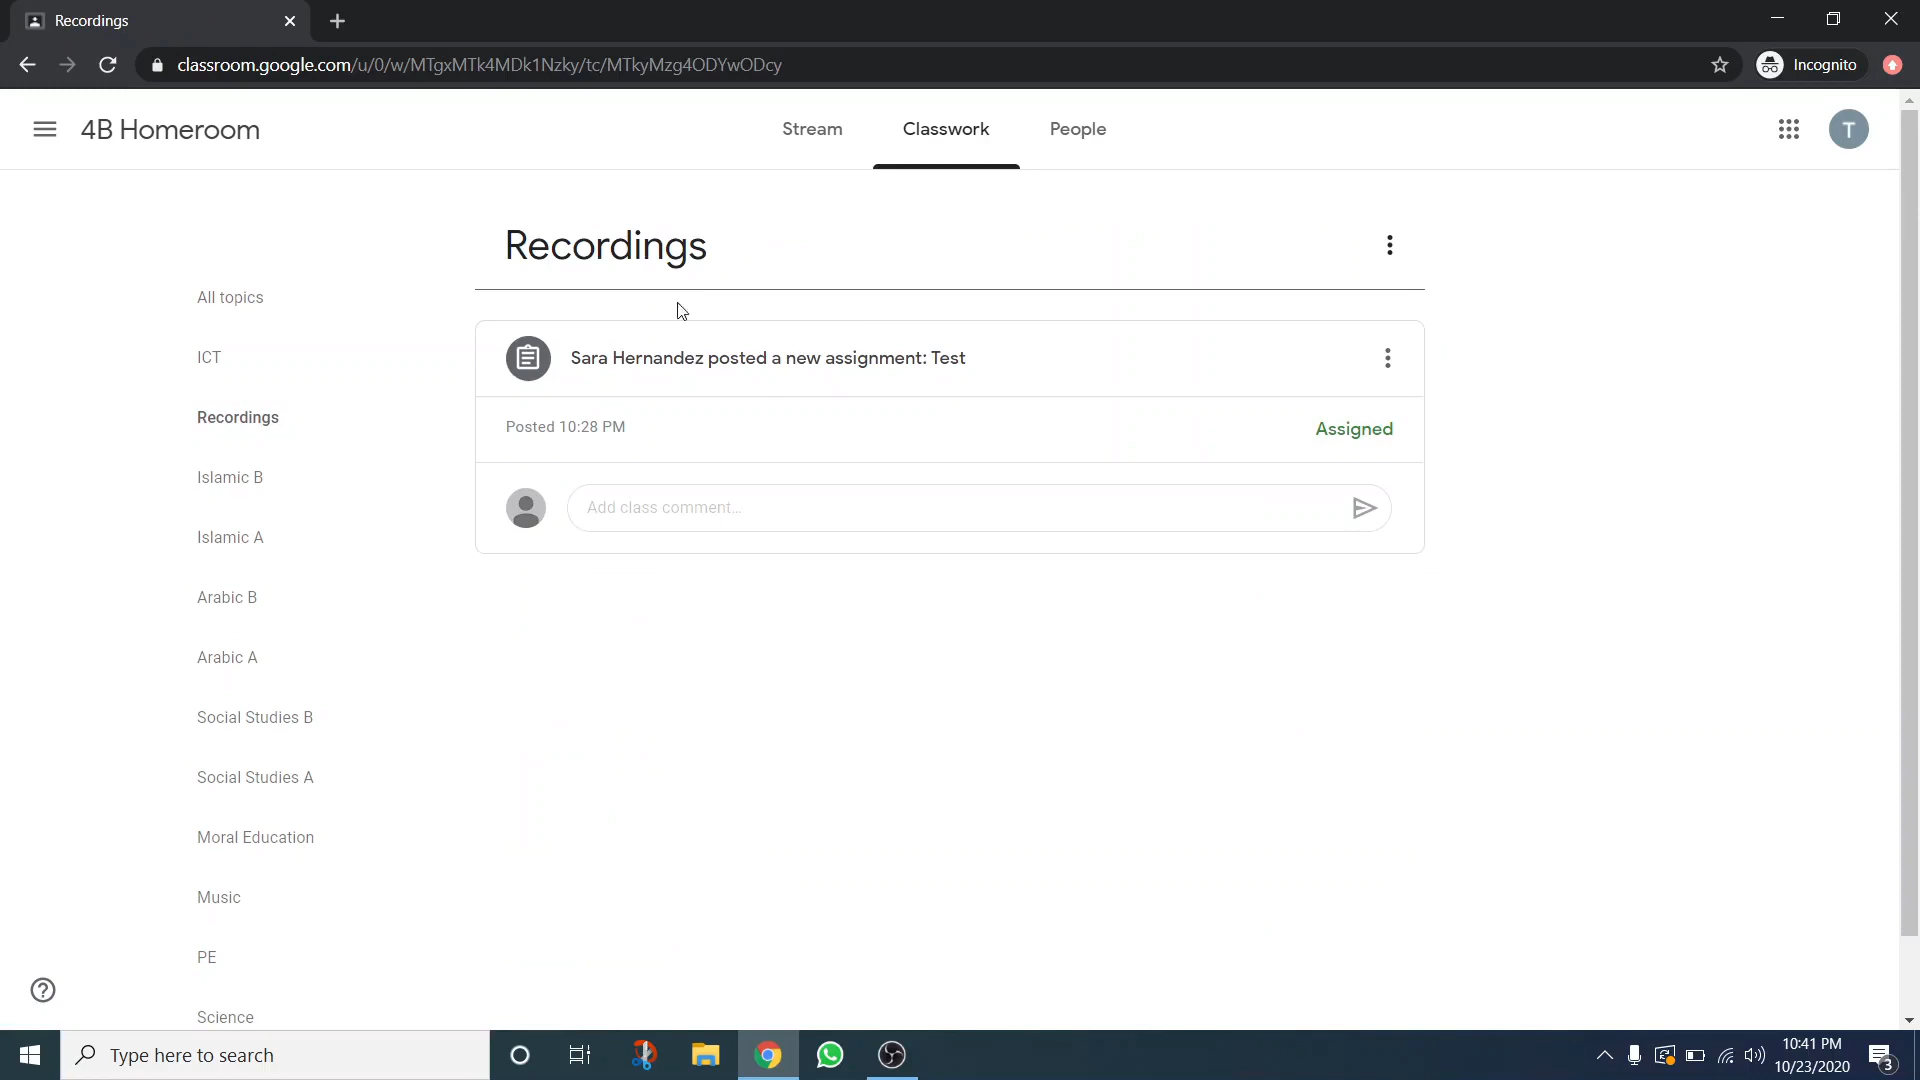 Recordings
classroom.google.com/u/0/w/MTgxMTk4MDk1Nzky/tc/MTkyMzg4ODYwODcy
Incognito
4B Homeroom
Stream
Classwork
People
T
Recordings
All topics
ICT
Recordings
Islamic B
Islamic A
Arabic B
Arabic A
Social Studies B
Social Studies A
Moral Education
Music
PE
Science
Sara Hernandez posted a new assignment: Test
Posted 10:28 PM
Assigned
Add class comment…
Type here to search
10:41 PM
10/23/2020
3